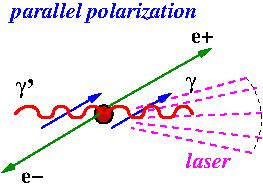 parallel polarization
e+
γ’
γ
laser
e−